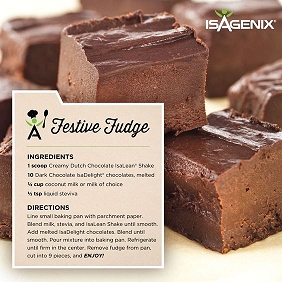 ISAGENIX®
Festive Fudge
INGREDIENTS
1 scoop Creamy Dutch Chocolate IsaLean® Shake
10 Dark Chocolate IsaDelight® chocolates, melted
¼ cup coconut milk or milk of choice
½ tsp liquid steviva
DIRECTIONS
Line small baking pan with parchment paper.
Blend milk, stevia, and IsaLean Shake until smooth.
Add melted IsaDelight chocolates. Blend until
smooth. Pour mixture into baking pan. Refrigerate
until firm in the center. Remove fudge from pan,
cut into 9 pieces, and ENJOY!